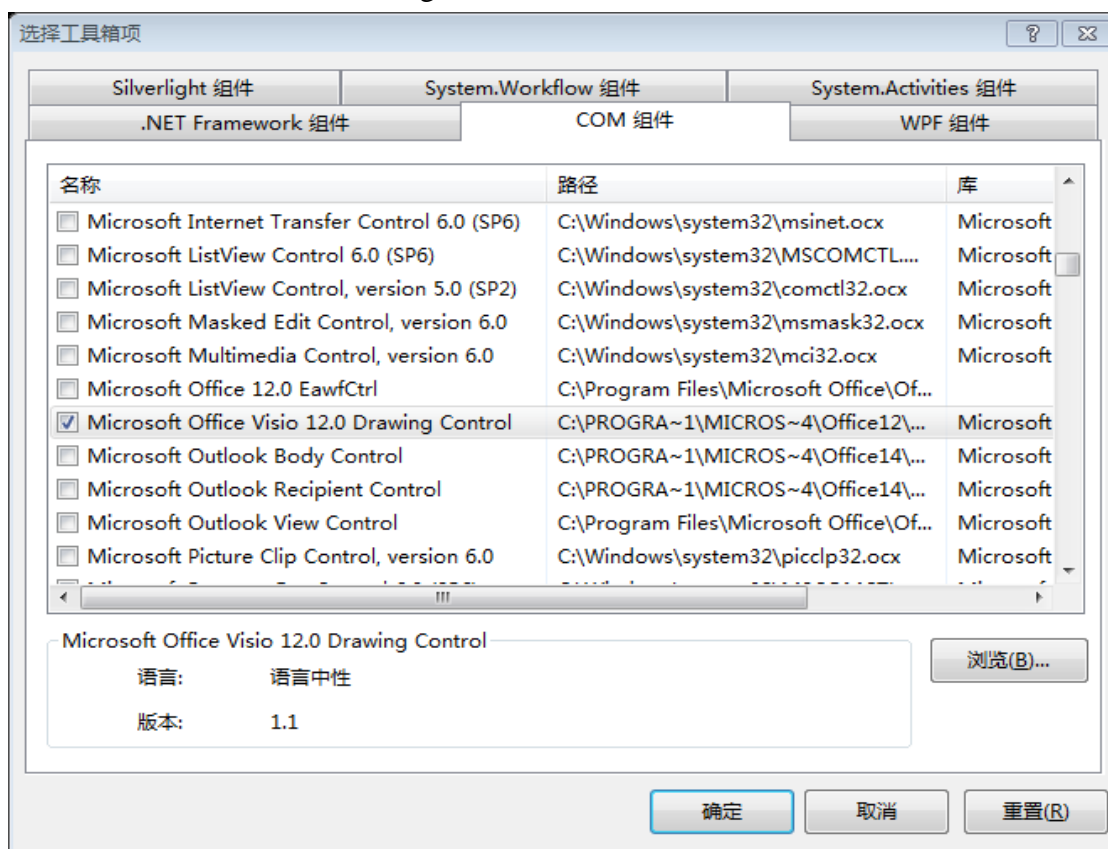 选择工具箱项
Silverlight 组件 System.Workflow 组件 System.Activities 组件
.NET Framework 组件 COM 组件 WPF 组件
名称 路径 库
Microsoft Internet Transfer Control 6.0 (SP6) C:\Windows\system32\msinet.ocx Microsoft
Microsoft ListView Control 6.0 (SP6) C:\Windows\system32\MSCOMCTL.... Microsoft
Microsoft ListView Control, version 5.0 (SP2) C:\Windows\system32\comctl32.ocx Microsoft
Microsoft Masked Edit Control, version 6.0 C:\Windows\system32\msmask32.ocx Microsoft
Microsoft Multimedia Control, version 6.0 C:\Windows\system32\mci32.ocx Microsoft
Microsoft Office 12.0 EawfCtrl C:\Program Files\Microsoft Office\Of...
Microsoft Office Visio 12.0 Drawing Control C:\PROGRA~1\MICROS~4\Office12\... Microsoft
Microsoft Outlook Body Control C:\PROGRA~1\MICROS~4\Office14\... Microsoft
Microsoft Outlook Recipient Control C:\PROGRA~1\MICROS~4\Office14\... Microsoft
Microsoft Outlook View Control C:\Program Files\Microsoft Office\Of... Microsoft
Microsoft Picture Clip Control, version 6.0 C:\Windows\system32\picclp32.ocx Microsoft
Microsoft Office Visio 12.0 Drawing Control
浏览(B)...
语言: 语言中性
版本: 1.1
确定 取消 重置(R)